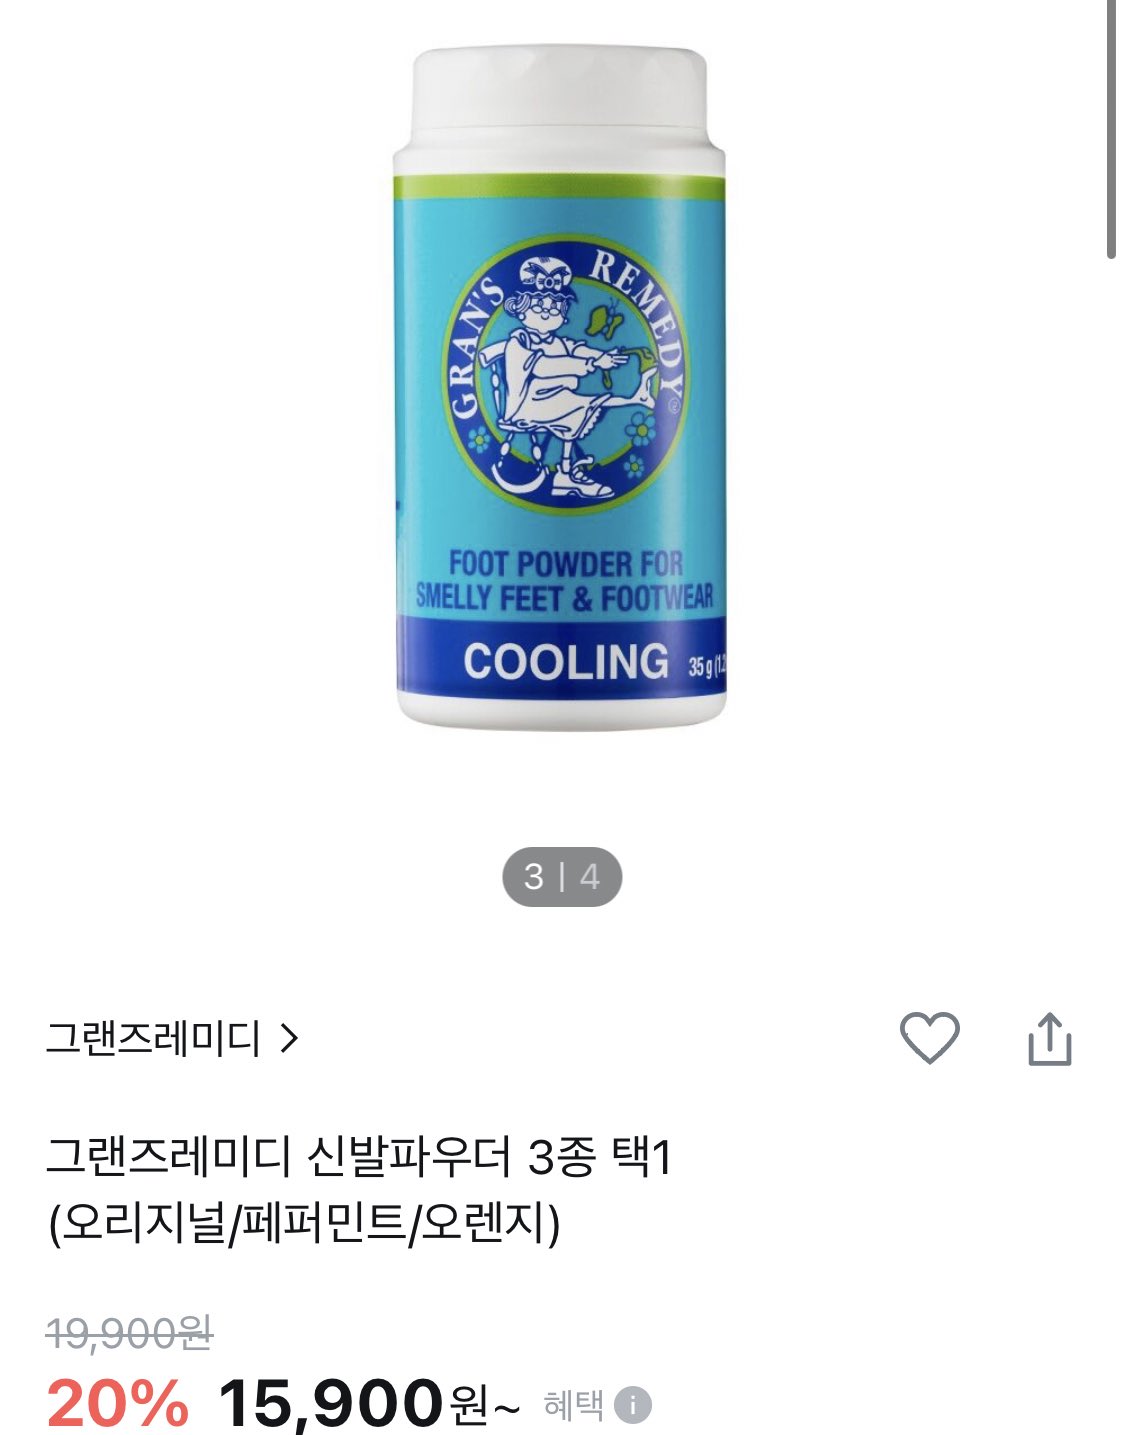 GRAN'S REMEDY
FOOT POWDER FOR
SMELLY FEET & FOOTWEAR
COOLING 35 g
3 | 4
그랜즈레미디 >
그랜즈레미디 신발파우더 3종 택1
(오리지널/페퍼민트/오렌지)
19,900원
20% 15,900원~ 혜택 i